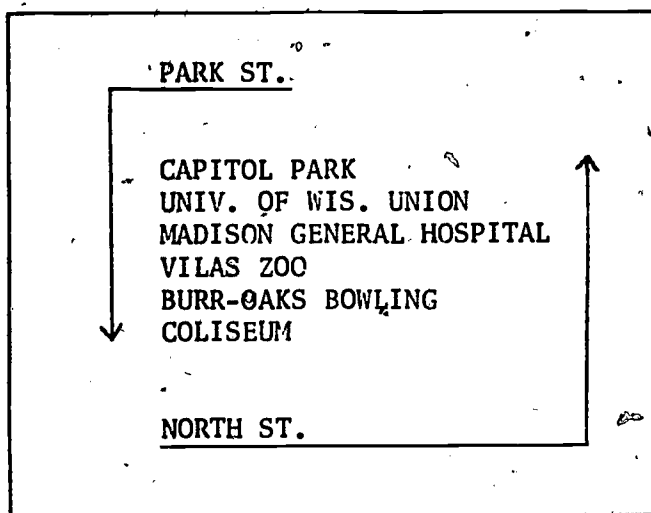 PARK ST.
CAPITOL PARK
UNIV. OF WIS. UNION
MADISON GENERAL HOSPITAL
VILAS ZOO
BURR-OAKS BOWLING
COLISEUM
NORTH ST.